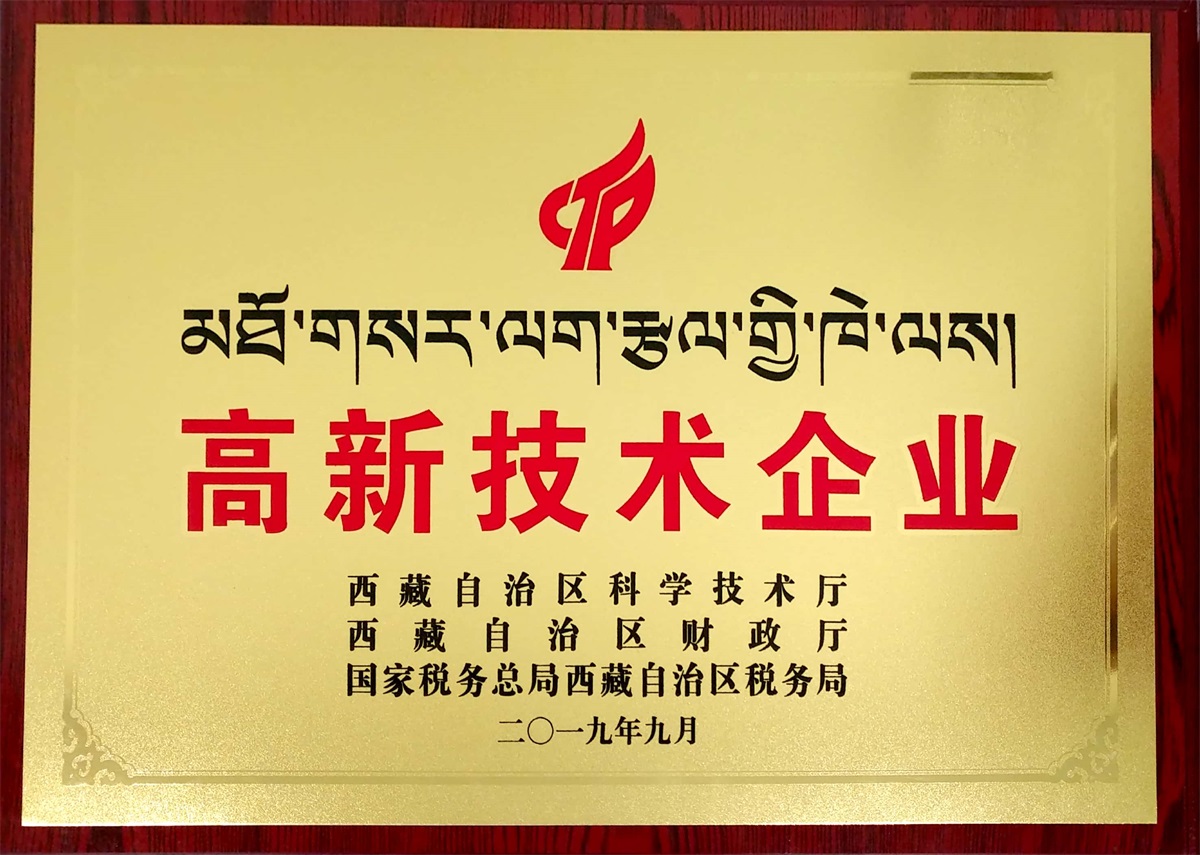 CTP
མཐོ་གསར་ལག་རྩལ་གྱི་ཁེ་ལས།
高新技术企业
西藏自治区科学技术厅
西藏自治区财政厅
国家税务总局西藏自治区税务局
二〇一九年九月